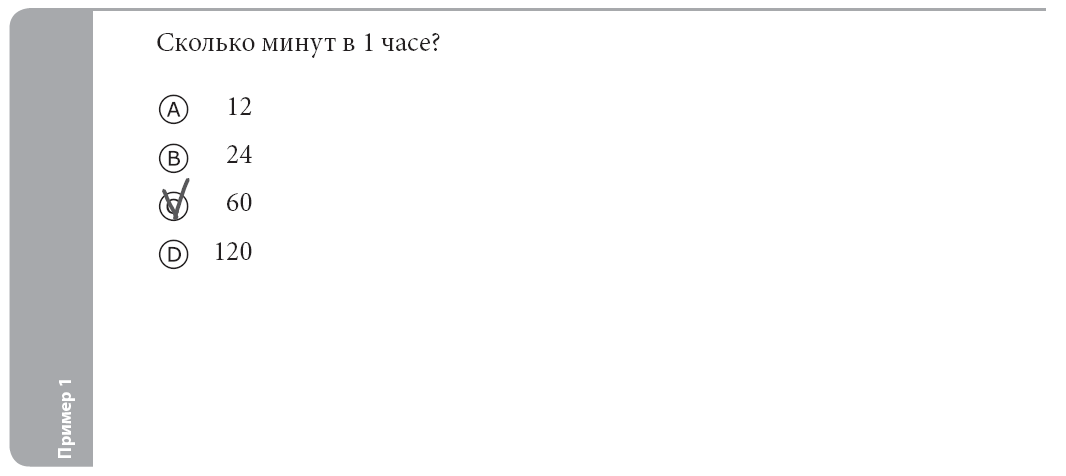 Сколько минут в 1 часе?
A 12
B 24
C 60
D 120
Пример 1